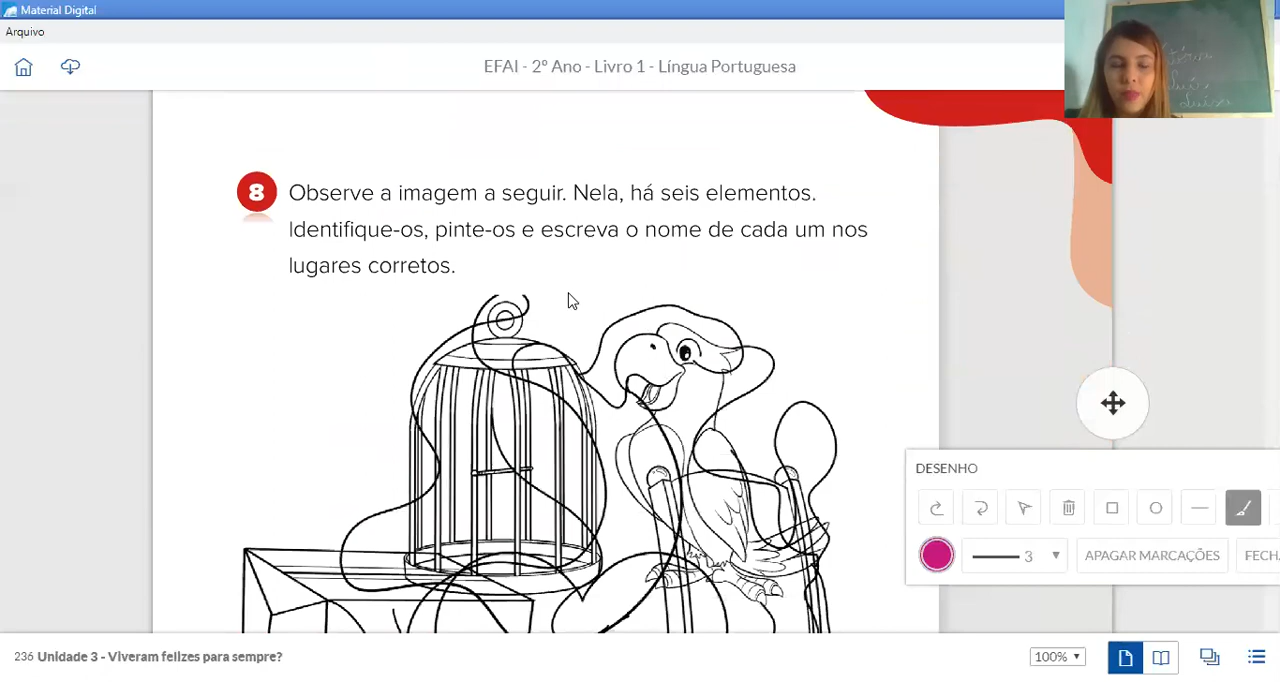 Material Digital
Arquivo
EFAI - 2º Ano - Livro 1 - Língua Portuguesa
8 Observe a imagem a seguir. Nela, há seis elementos.
Identifique-os, pinte-os e escreva o nome de cada um nos
lugares corretos.
DESENHO
3
APAGAR MARCAÇÕES
FECH
236 Unidade 3 - Viveram felizes para sempre?
100%